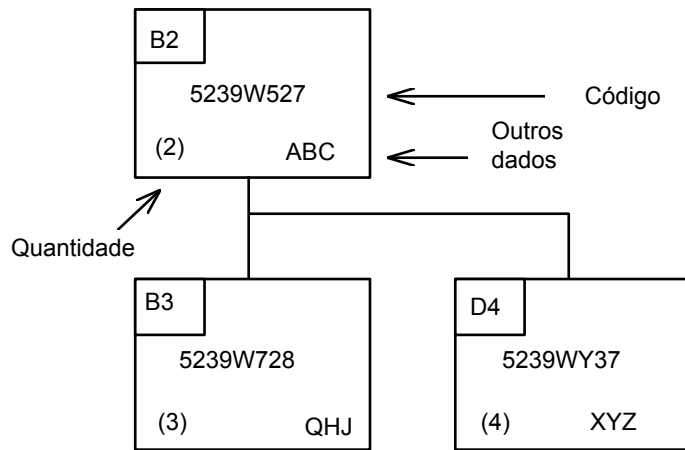 B2
5239W527
Código
(2)
ABC
Outros
dados
Quantidade
B3
5239W728
(3)
QHJ
D4
5239WY37
(4)
XYZ